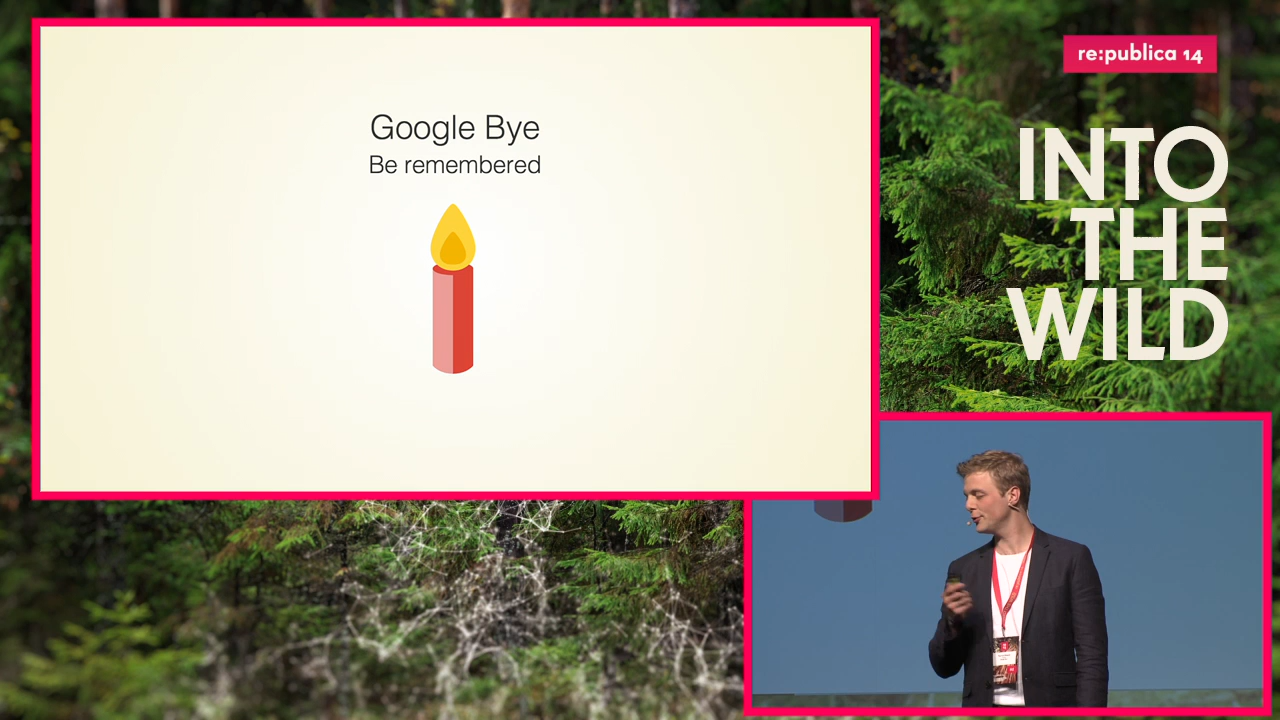 Google Bye
Be remembered
re:publica 14
INTO
THE
WILD